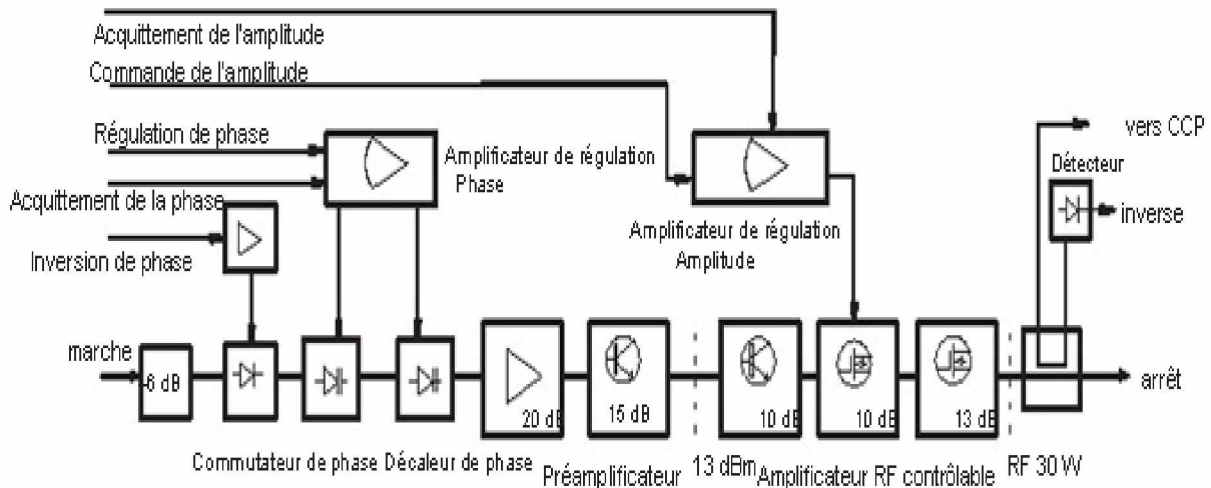 Acquittement de l'amplitude
Commande de l'amplitude
Régulation de phase
Acquittement de la phase
Inversion de phase
Amplificateur de régulation
Phase
Amplificateur de régulation
Amplitude
vers CCP
Détecteur
inverse
marche
-6 dB
20 dB
15 dB
10 dB
10 dB
13 dB
arrêt
Commutateur de phase Décaleur de phase
Préamplificateur
13 dBm
Amplificateur RF contrôlable
RF 30 W